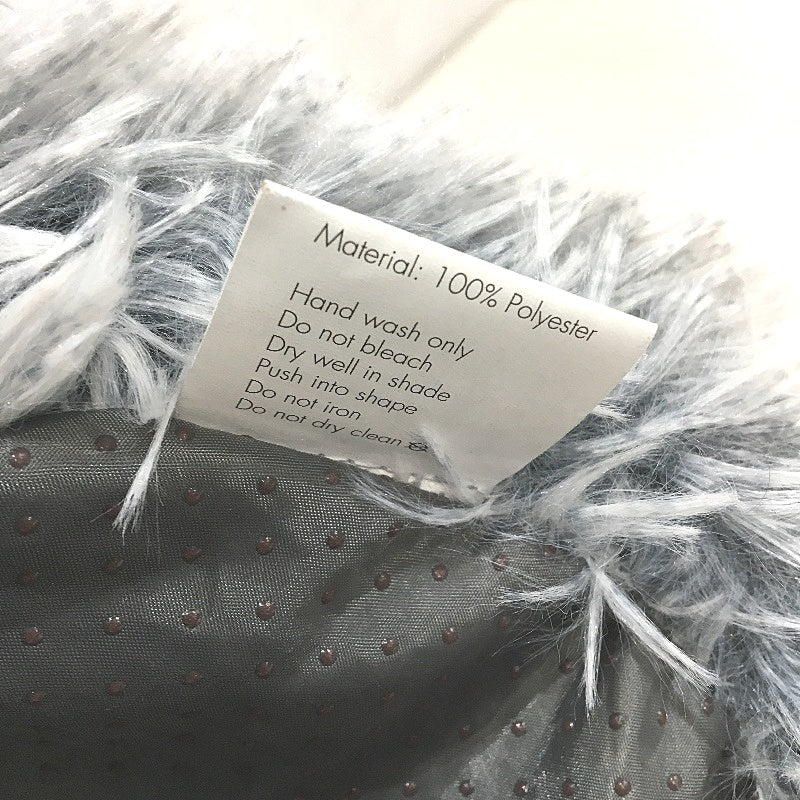 Material: 100% Polyester
Hand wash only
Do not bleach
Dry well in shade
Push into shape
Do not iron
Do not dry clean